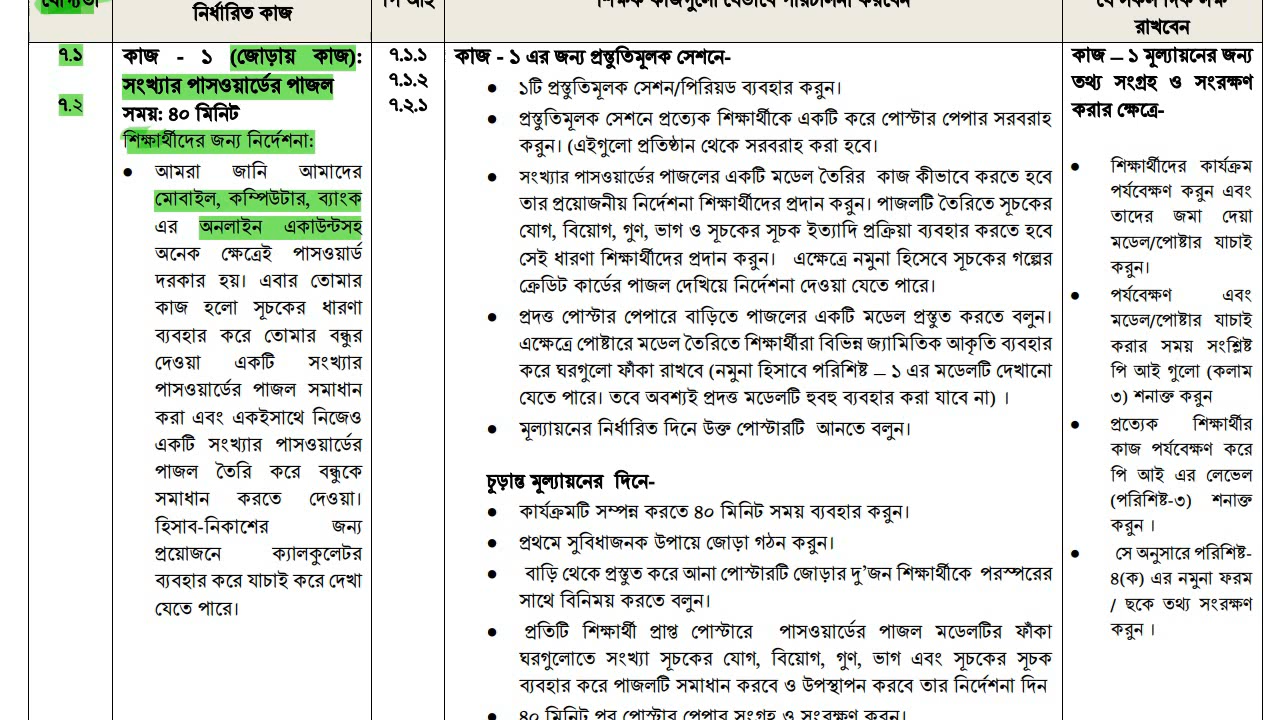 যোগ্যতা
নির্ধারিত কাজ
পি আই
শিক্ষক কাজগুলো যেভাবে পরিচালনা করবেন
যে সকল দিক লক্ষ
রাখবেন
৭.১
৭.২
কাজ - ১ (জোড়ায় কাজ):
সংখ্যার পাসওয়ার্ডের পাজল
সময়: ৪০ মিনিট
শিক্ষার্থীদের জন্য নির্দেশনা:
● আমরা জানি আমাদের
মোবাইল, কম্পিউটার, ব্যাংক
এর অনলাইন একাউন্টসহ
অনেক ক্ষেত্রেই পাসওয়ার্ড
দরকার হয়। এবার তোমার
কাজ হলো সূচকের ধারণা
ব্যবহার করে তোমার বন্ধুর
দেওয়া একটি সংখ্যার
পাসওয়ার্ডের পাজল সমাধান
করা এবং একইসাথে নিজেও
একটি সংখ্যার পাসওয়ার্ডের
পাজল তৈরি করে বন্ধুকে
সমাধান করতে দেওয়া।
হিসাব-নিকাশের জন্য
প্রয়োজনে ক্যালকুলেটর
ব্যবহার করে যাচাই করে দেখা
যেতে পারে।
৭.১.১
৭.১.২
৭.২.১
কাজ - ১ এর জন্য প্রস্তুতিমূলক সেশনে-
● ১টি প্রস্তুতিমূলক সেশন/পিরিয়ড ব্যবহার করুন।
● প্রস্তুতিমূলক সেশনে প্রত্যেক শিক্ষার্থীকে একটি করে পোস্টার পেপার সরবরাহ
করুন। (এইগুলো প্রতিষ্ঠান থেকে সরবরাহ করা হবে।
● সংখ্যার পাসওয়ার্ডের পাজলের একটি মডেল তৈরির কাজ কীভাবে করতে হবে
তার প্রয়োজনীয় নির্দেশনা শিক্ষার্থীদের প্রদান করুন। পাজলটি তৈরিতে সূচকের
যোগ, বিয়োগ, গুণ, ভাগ ও সূচকের সূচক ইত্যাদি প্রক্রিয়া ব্যবহার করতে হবে
সেই ধারণা শিক্ষার্থীদের প্রদান করুন। এক্ষেত্রে নমুনা হিসেবে সূচকের গল্পের
ক্রেডিট কার্ডের পাজল দেখিয়ে নির্দেশনা দেওয়া যেতে পারে।
● প্রদত্ত পোস্টার পেপারে বাড়িতে পাজলের একটি মডেল প্রস্তুত করতে বলুন।
এক্ষেত্রে পোষ্টারে মডেল তৈরিতে শিক্ষার্থীরা বিভিন্ন জ্যামিতিক আকৃতি ব্যবহার
করে ঘরগুলো ফাঁকা রাখবে (নমুনা হিসাবে পরিশিষ্ট – ১ এর মডেলটি দেখানো
যেতে পারে। তবে অবশ্যই প্রদত্ত মডেলটি হুবহু ব্যবহার করা যাবে না) ।
● মূল্যায়নের নির্ধারিত দিনে উক্ত পোস্টারটি আনতে বলুন।
চূড়ান্ত মূল্যায়নের দিনে-
● কার্যক্রমটি সম্পন্ন করতে ৪০ মিনিট সময় ব্যবহার করুন।
● প্রথমে সুবিধাজনক উপায়ে জোড়া গঠন করুন।
● বাড়ি থেকে প্রস্তুত করে আনা পোস্টারটি জোড়ার দু’জন শিক্ষার্থীকে পরস্পরের
সাথে বিনিময় করতে বলুন।
● প্রতিটি শিক্ষার্থী প্রাপ্ত পোস্টারে পাসওয়ার্ডের পাজল মডেলটির ফাঁকা
ঘরগুলোতে সংখ্যা সূচকের যোগ, বিয়োগ, গুণ, ভাগ এবং সূচকের সূচক
ব্যবহার করে পাজলটি সমাধান করবে ও উপস্থাপন করবে তার নির্দেশনা দিন
● ৪০ মিনিট পর পোস্টার পেপার সংগ্রহ ও সংরক্ষণ করুন।
কাজ – ১ মূল্যায়নের জন্য
তথ্য সংগ্রহ ও সংরক্ষণ
করার ক্ষেত্রে-
● শিক্ষার্থীদের কার্যক্রম
পর্যবেক্ষণ করুন এবং
তাদের জমা দেয়া
মডেল/পোষ্টার যাচাই
করুন।
● পর্যবেক্ষণ এবং
মডেল/পোষ্টার যাচাই
করার সময় সংশ্লিষ্ট
পি আই গুলো (কলাম
৩) শনাক্ত করুন
● প্রত্যেক শিক্ষার্থীর
কাজ পর্যবেক্ষণ করে
পি আই এর লেভেল
(পরিশিষ্ট-৩) শনাক্ত
করুন ।
● সে অনুসারে পরিশিষ্ট-
৪(ক) এর নমুনা ফরম
/ ছকে তথ্য সংরক্ষণ
করুন ।